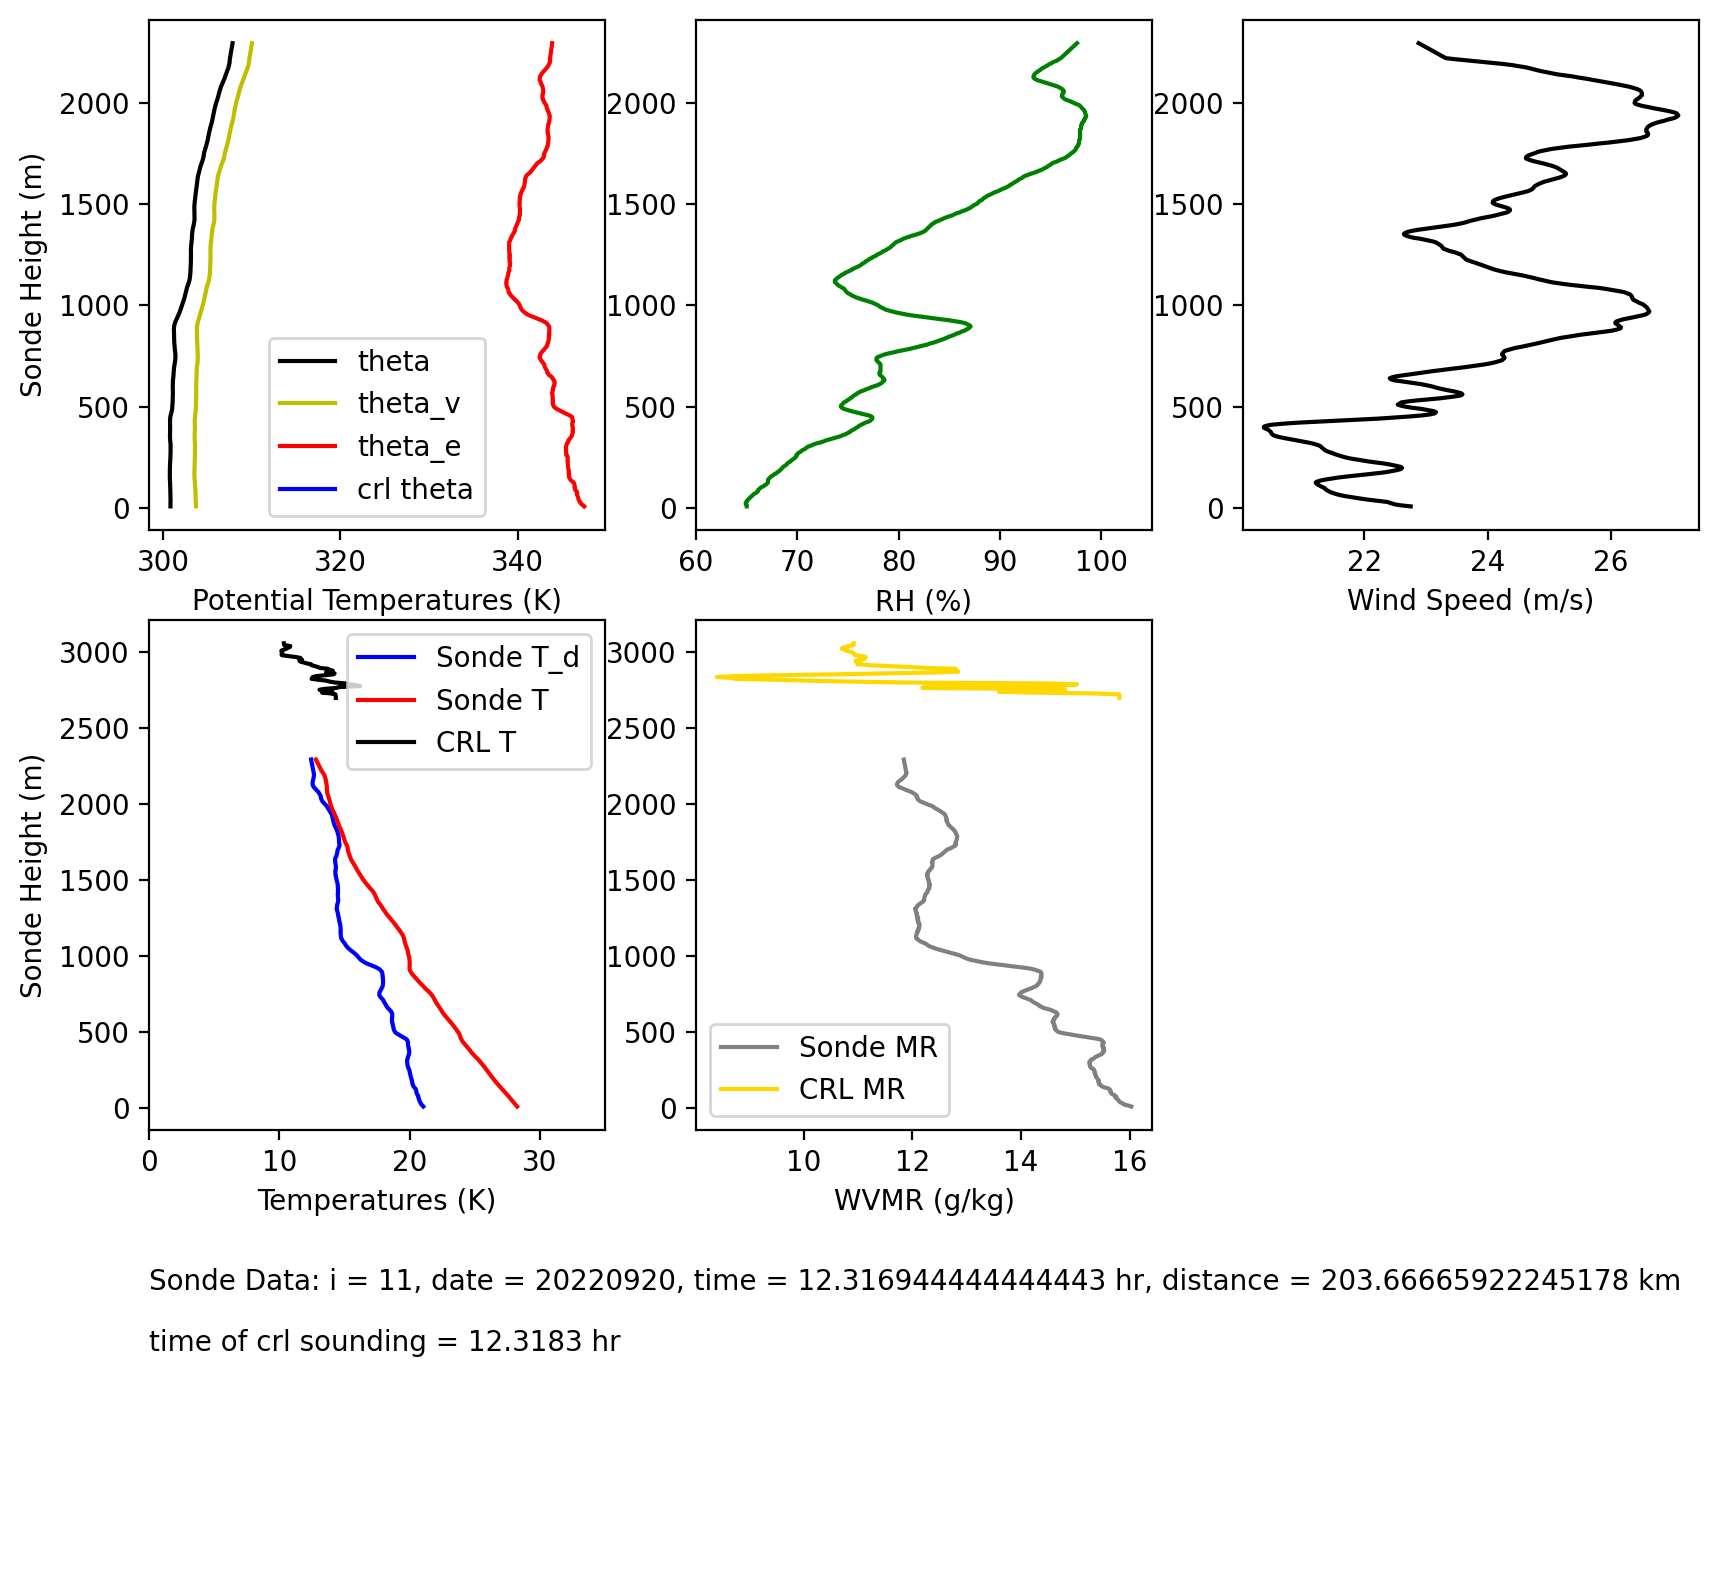 2000
1500
1000
500
0
Sonde Height (m)
theta
theta_v
theta_e
crl theta
300 320 340
Potential Temperatures (K)
2000
1500
1000
500
0
60 70 80 90 100
RH (%)
2000
1500
1000
500
0
22 24 26
Wind Speed (m/s)
3000
2500
2000
1500
1000
500
0
Sonde Height (m)
Sonde T_d
Sonde T
CRL T
0 10 20 30
Temperatures (K)
3000
2500
2000
1500
1000
500
0
Sonde MR
CRL MR
10 12 14 16
WVMR (g/kg)
Sonde Data: i = 11, date = 20220920, time = 12.316944444444443 hr, distance = 203.66665922245178 km
time of crl sounding = 12.3183 hr